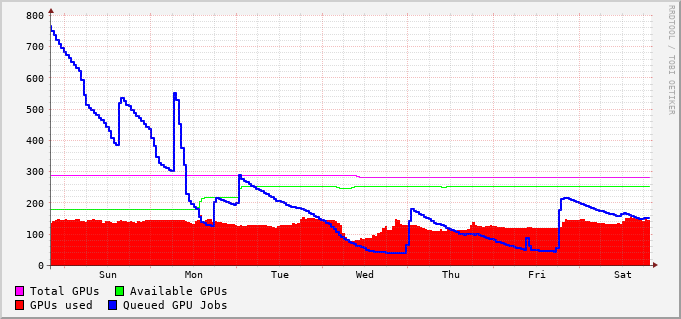 800
700
600
500
400
300
200
100
0
Sun Mon Tue Wed Thu Fri Sat
Total GPUs Available GPUs
GPUs used Queued GPU Jobs
RRDTOOL / TOBI OETIKER